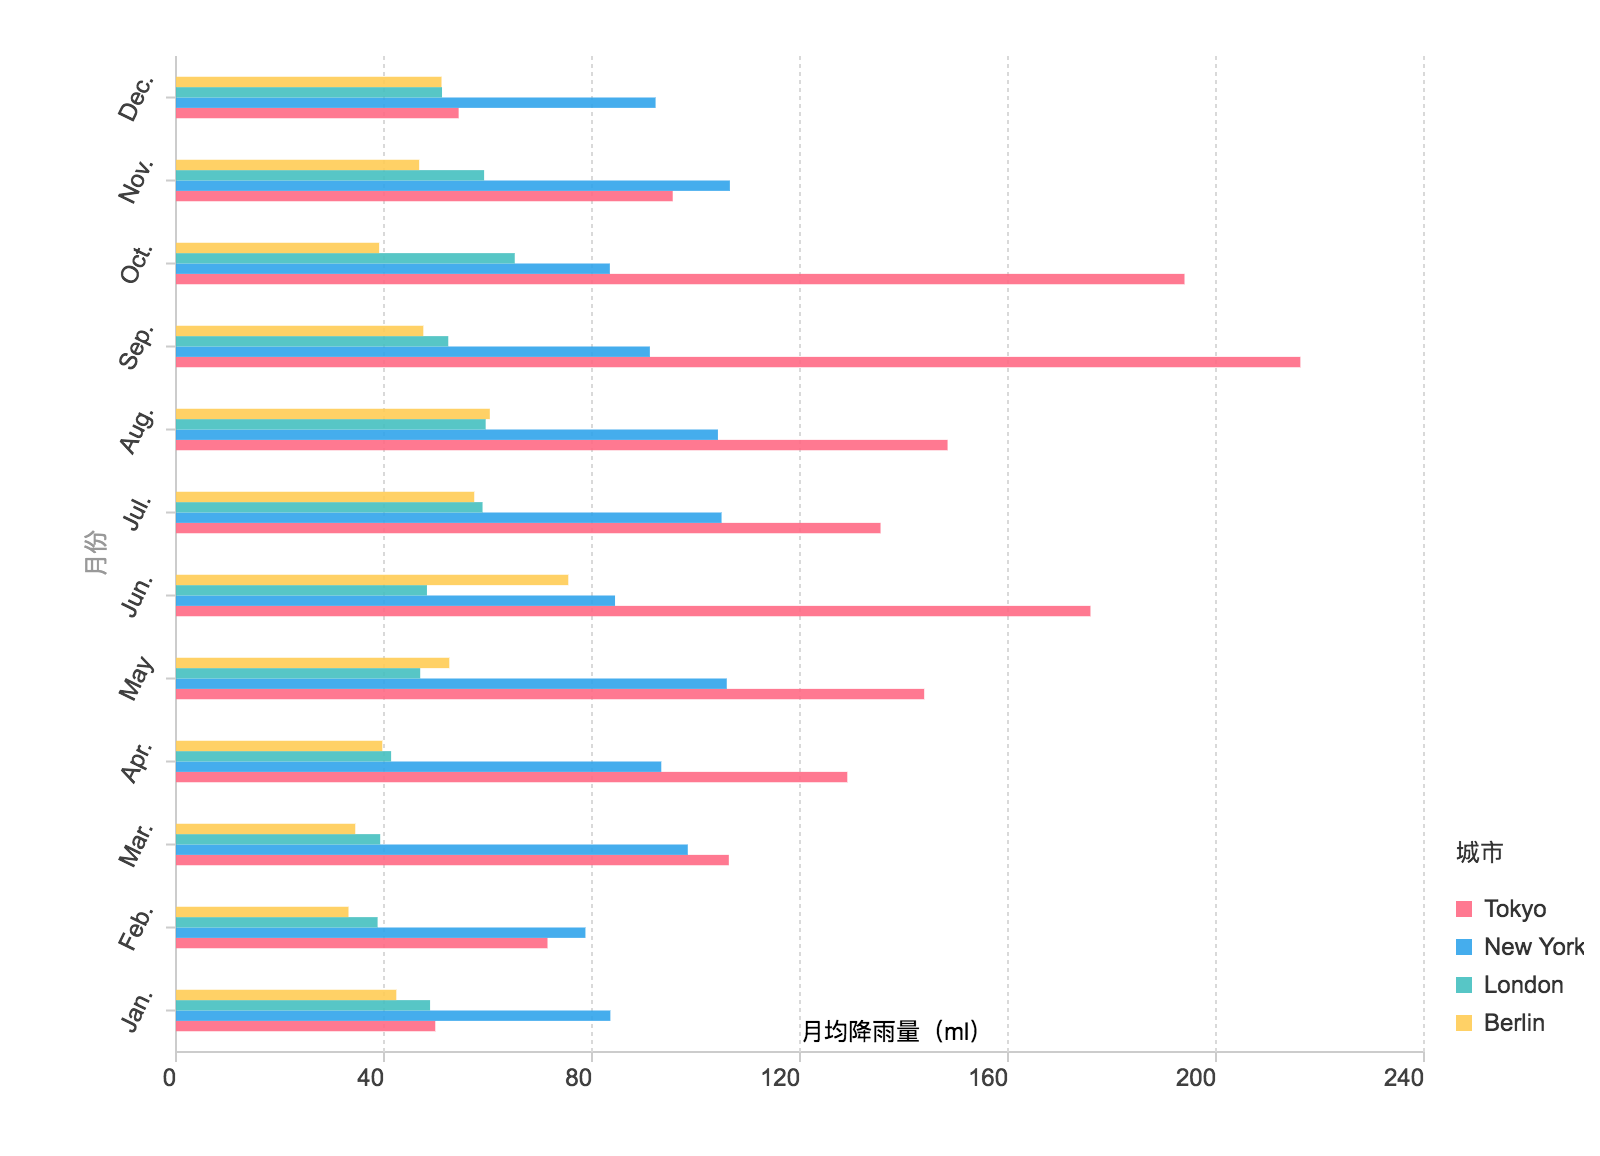 Dec.
Nov.
Oct.
Sep.
Aug.
Jul.
Jun.
May
Apr.
Mar.
Feb.
Jan.
月份
月均降雨量（ml）
0 40 80 120 160 200 240
城市
Tokyo
New York
London
Berlin